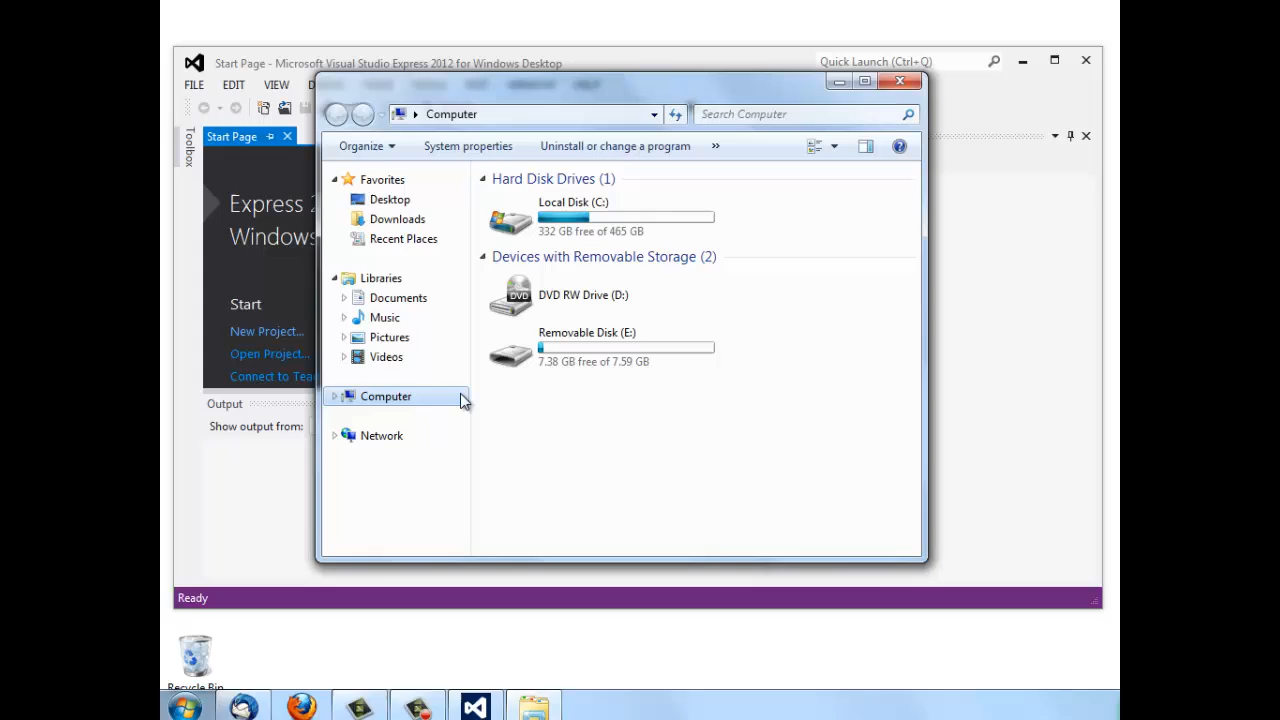 Start Page - Microsoft Visual Studio Express 2012 for Windows Desktop
Quick Launch (Ctrl+Q)
FILE EDIT VIEW
Computer
Search Computer
Toolbox
Start Page
Organize System properties Uninstall or change a program »
Express
Windows
Start
New Project...
Open Project...
Connect to
Output
Show output from:
Favorites
Desktop
Downloads
Recent Places
Libraries
Documents
Music
Pictures
Videos
Computer
Network
Hard Disk Drives (1)
Local Disk (C:)
332 GB free of 465 GB
Devices with Removable Storage (2)
DVD
DVD RW Drive (D:)
Removable Disk (E:)
7.38 GB free of 7.59 GB
Ready
Recycle Bin